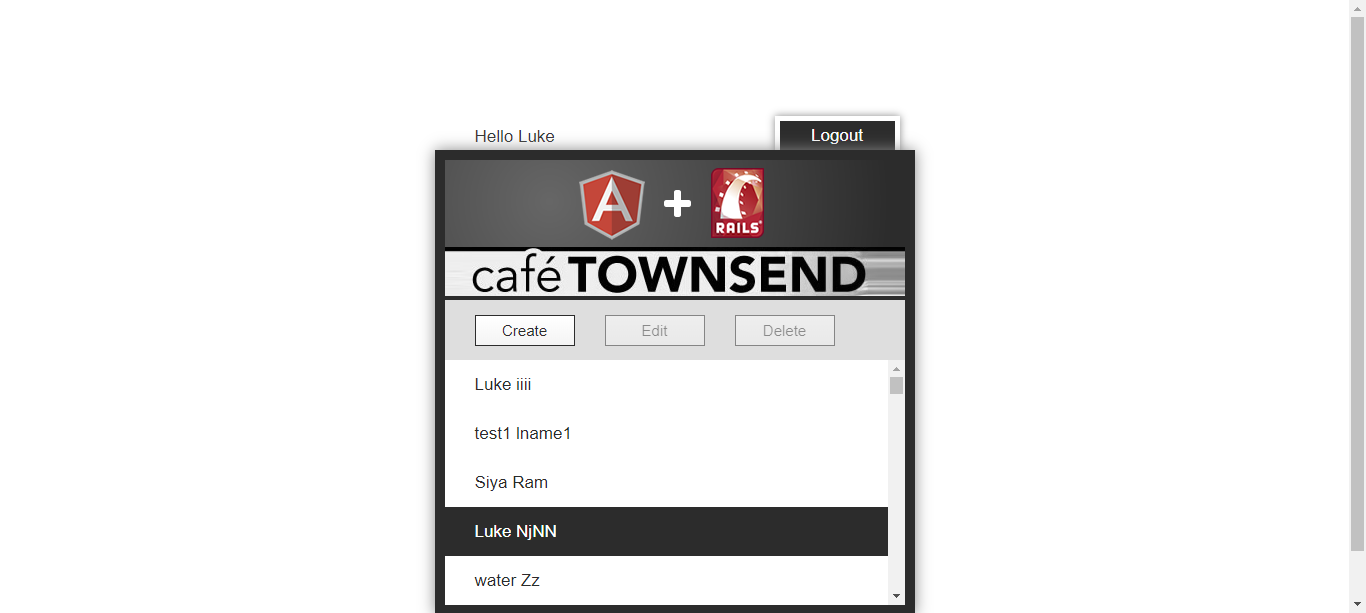 Hello Luke
Logout
A
RAILS
café TOWNSEND
Create
Edit
Delete
Luke iiii
test1 lname1
Siya Ram
Luke NjNN
water Zz